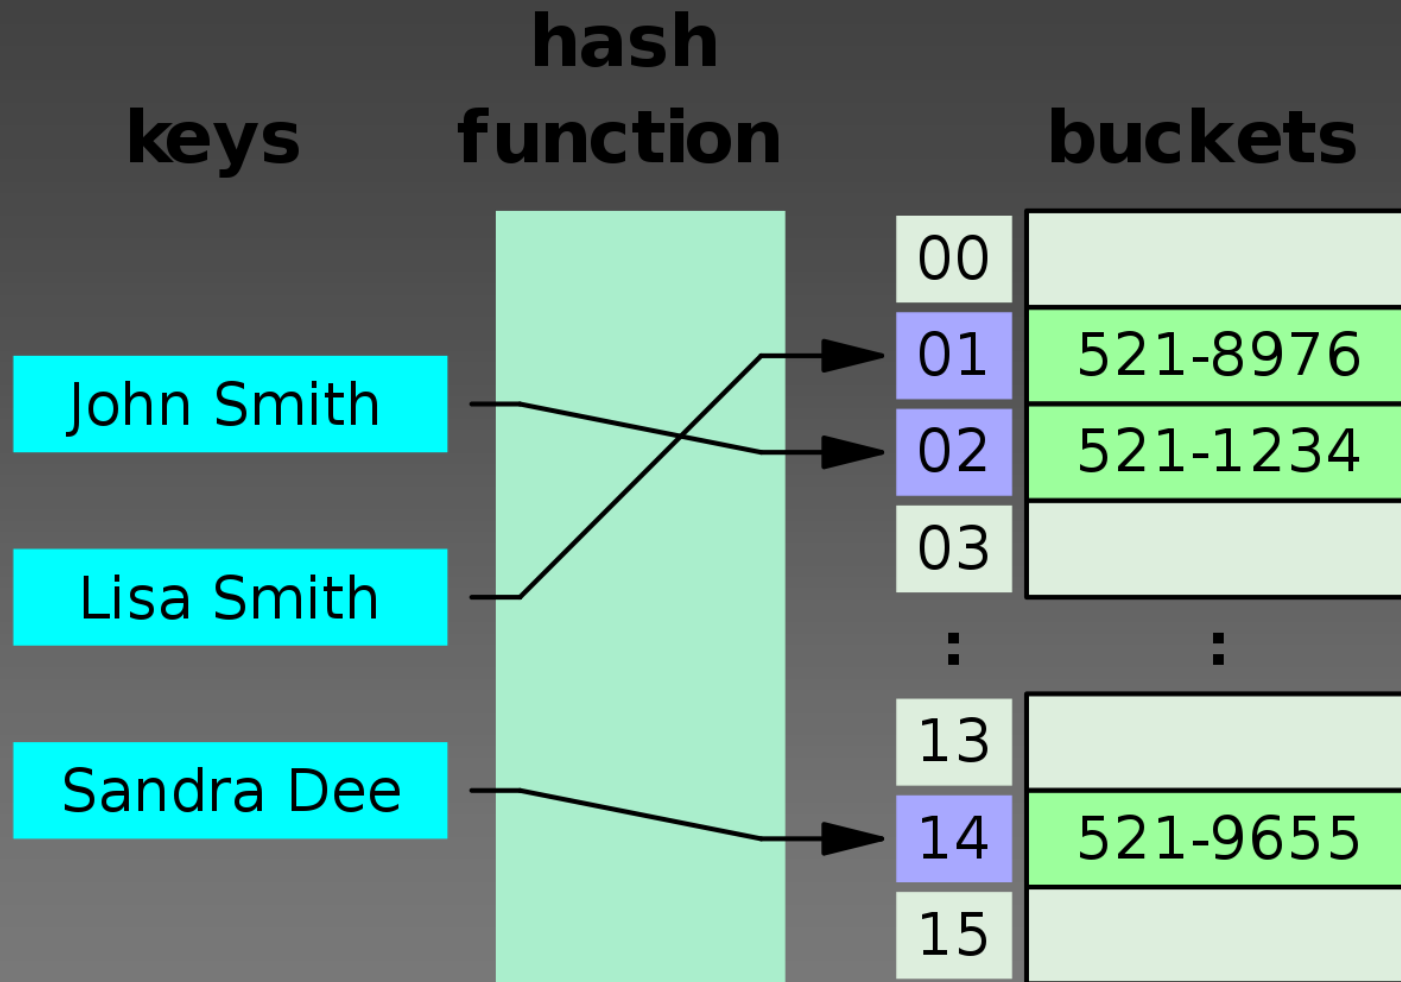 hash
keys function buckets
00
01 521-8976
John Smith
02 521-1234
03
Lisa Smith
: :
13
Sandra Dee
14 521-9655
15